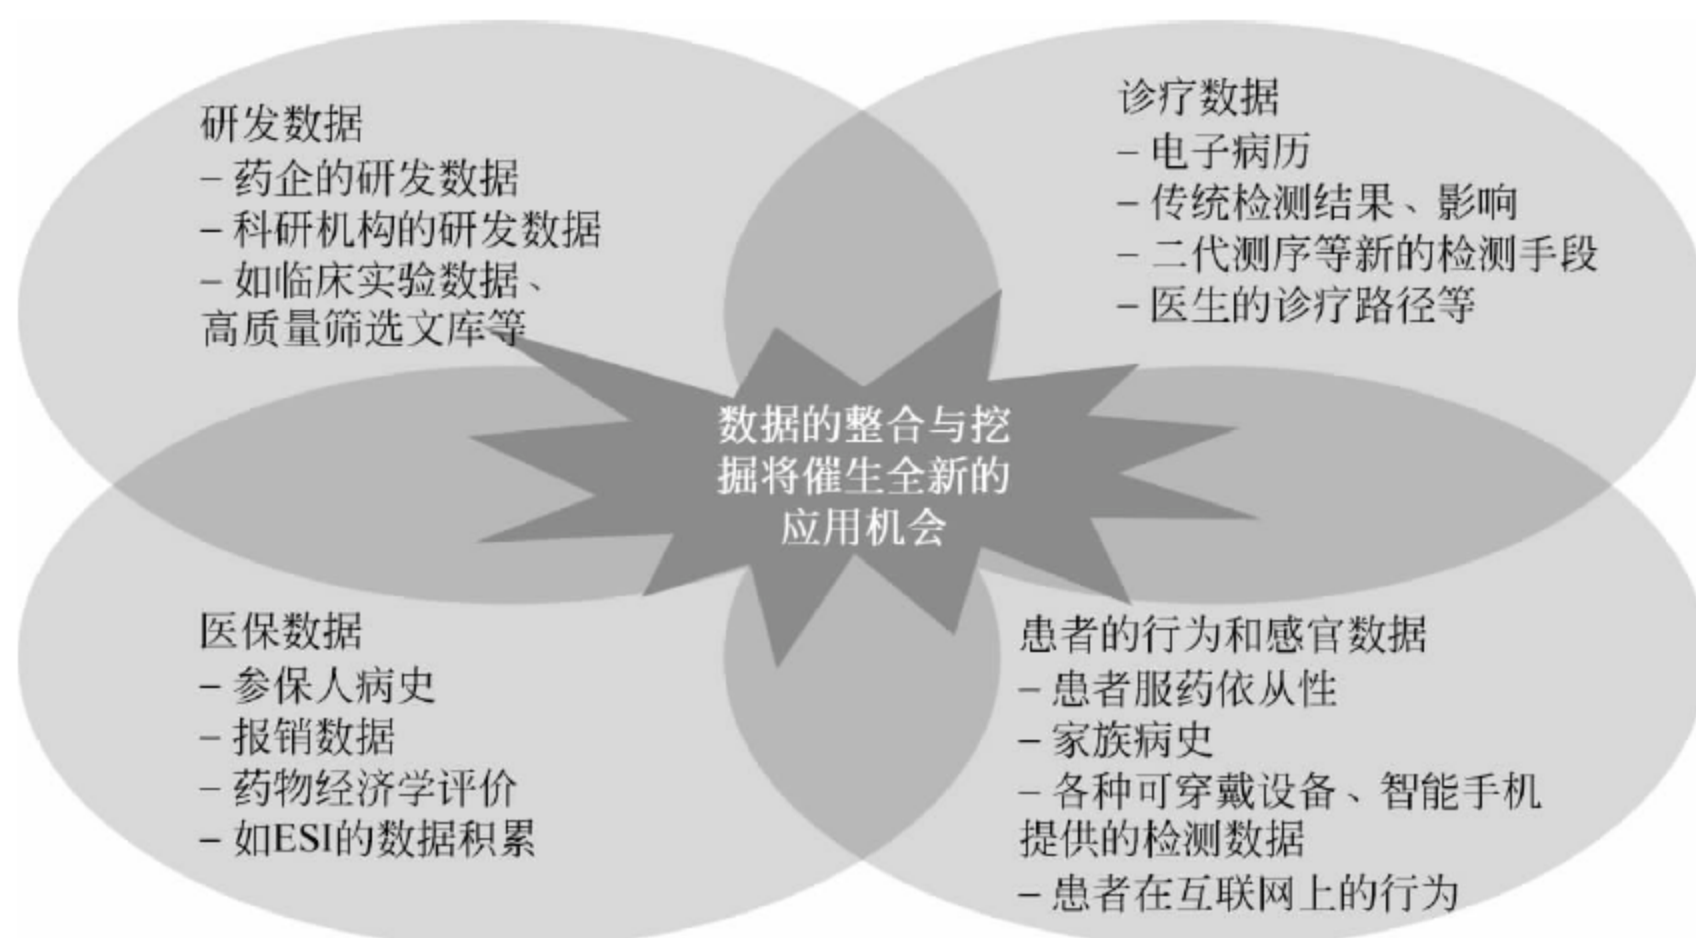 研发数据
– 药企的研发数据
– 科研机构的研发数据
– 如临床实验数据、
高质量筛选文库等
诊疗数据
– 电子病历
– 传统检测结果、影响
– 二代测序等新的检测手段
– 医生的诊疗路径等
数据的整合与挖
掘将催生全新的
应用机会
医保数据
– 参保人病史
– 报销数据
– 药物经济学评价
– 如ESI的数据积累
患者的行为和感官数据
– 患者服药依从性
– 家族病史
– 各种可穿戴设备、智能手机
提供的检测数据
– 患者在互联网上的行为